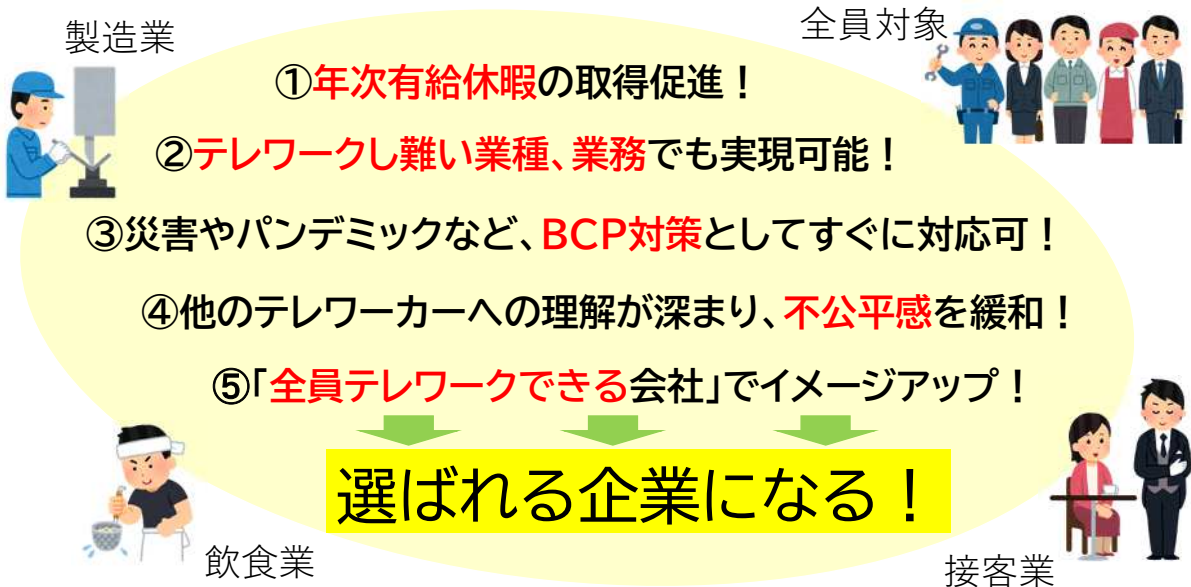 製造業
全員対象
①年次有給休暇の取得促進！
②テレワークし難い業種、業務でも実現可能！
③災害やパンデミックなど、BCP対策としてすぐに対応可！
④他のテレワーカーへの理解が深まり、不公平感を緩和！
⑤「全員テレワークできる会社」でイメージアップ！
選ばれる企業になる！
飲食業
接客業